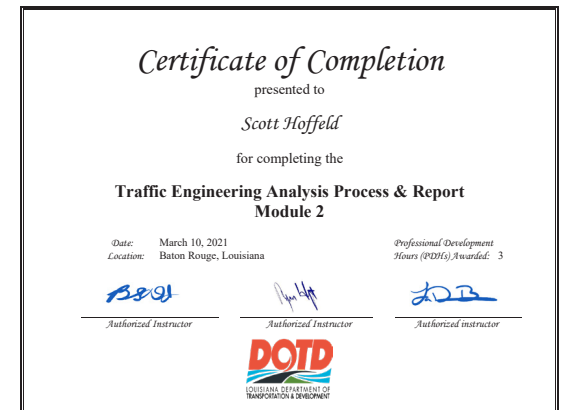 Certificate of Completion
presented to
Scott Hoffeld
for completing the
Traffic Engineering Analysis Process & Report
Module 2
Date: March 10, 2021
Location: Baton Rouge, Louisiana
Professional Development
Hours (PDHs) Awarded: 3
Authorized Instructor
Authorized Instructor
Authorized instructor
DOTD
LOUISIANA DEPARTMENT OF
TRANSPORTATION & DEVELOPMENT